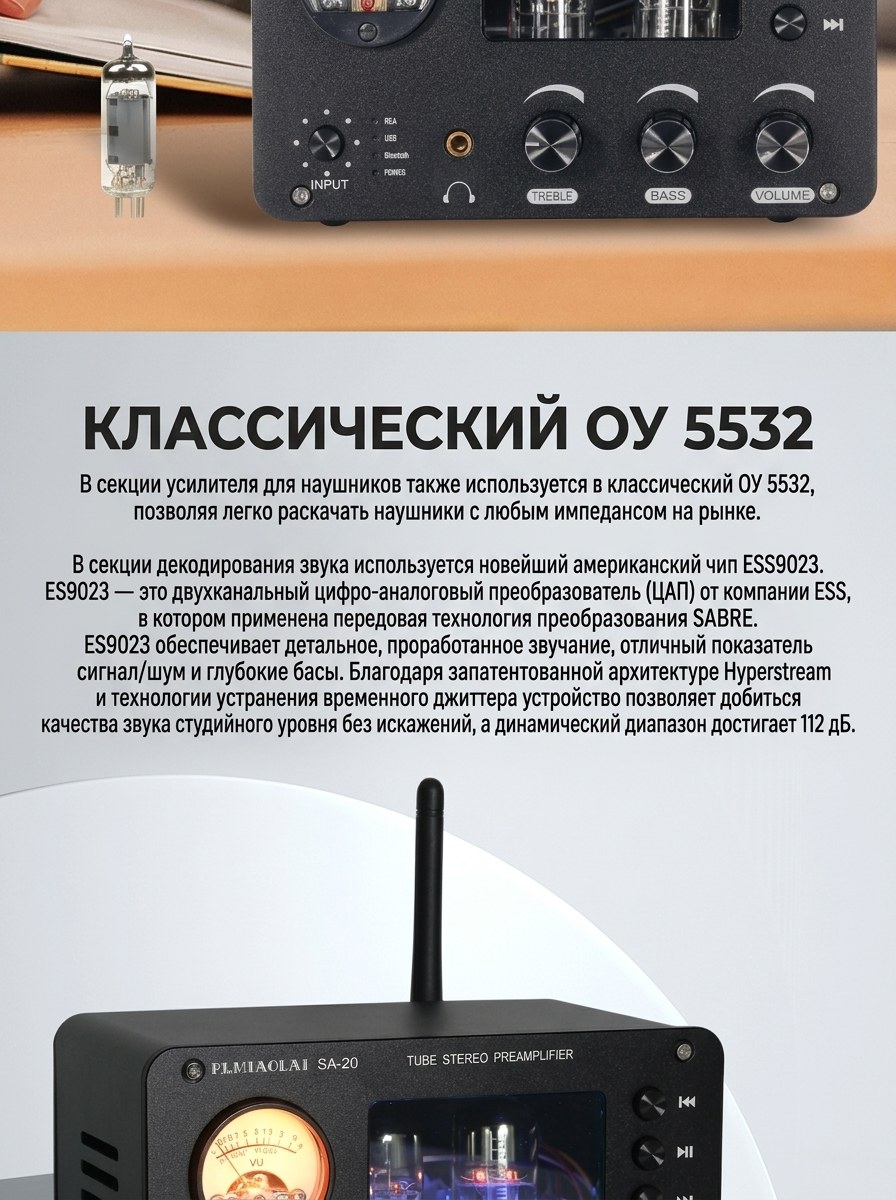 REA
USB
INPUT
TREBLE
BASS
VOLUME
КЛАССИЧЕСКИЙ ОУ 5532
В секции усилителя для наушников также используется в классический ОУ 5532,
позволяя легко раскачать наушники с любым импедансом на рынке.
В секции декодирования звука используется новейший американский чип ESS9023.
ES9023 — это двухканальный цифро-аналоговый преобразователь (ЦАП) от компании ESS,
в котором применена передовая технология преобразования SABRE.
ES9023 обеспечивает детальное, проработанное звучание, отличный показатель
сигнал/шум и глубокие басы. Благодаря запатентованной архитектуре Hyperstream
и технологии устранения временного джиттера устройство позволяет добиться
качества звука студийного уровня без искажений, а динамический диапазон достигает 112 дБ.
PLMIAOLAI SA-20
TUBE STEREO PREAMPLIFIER
VU